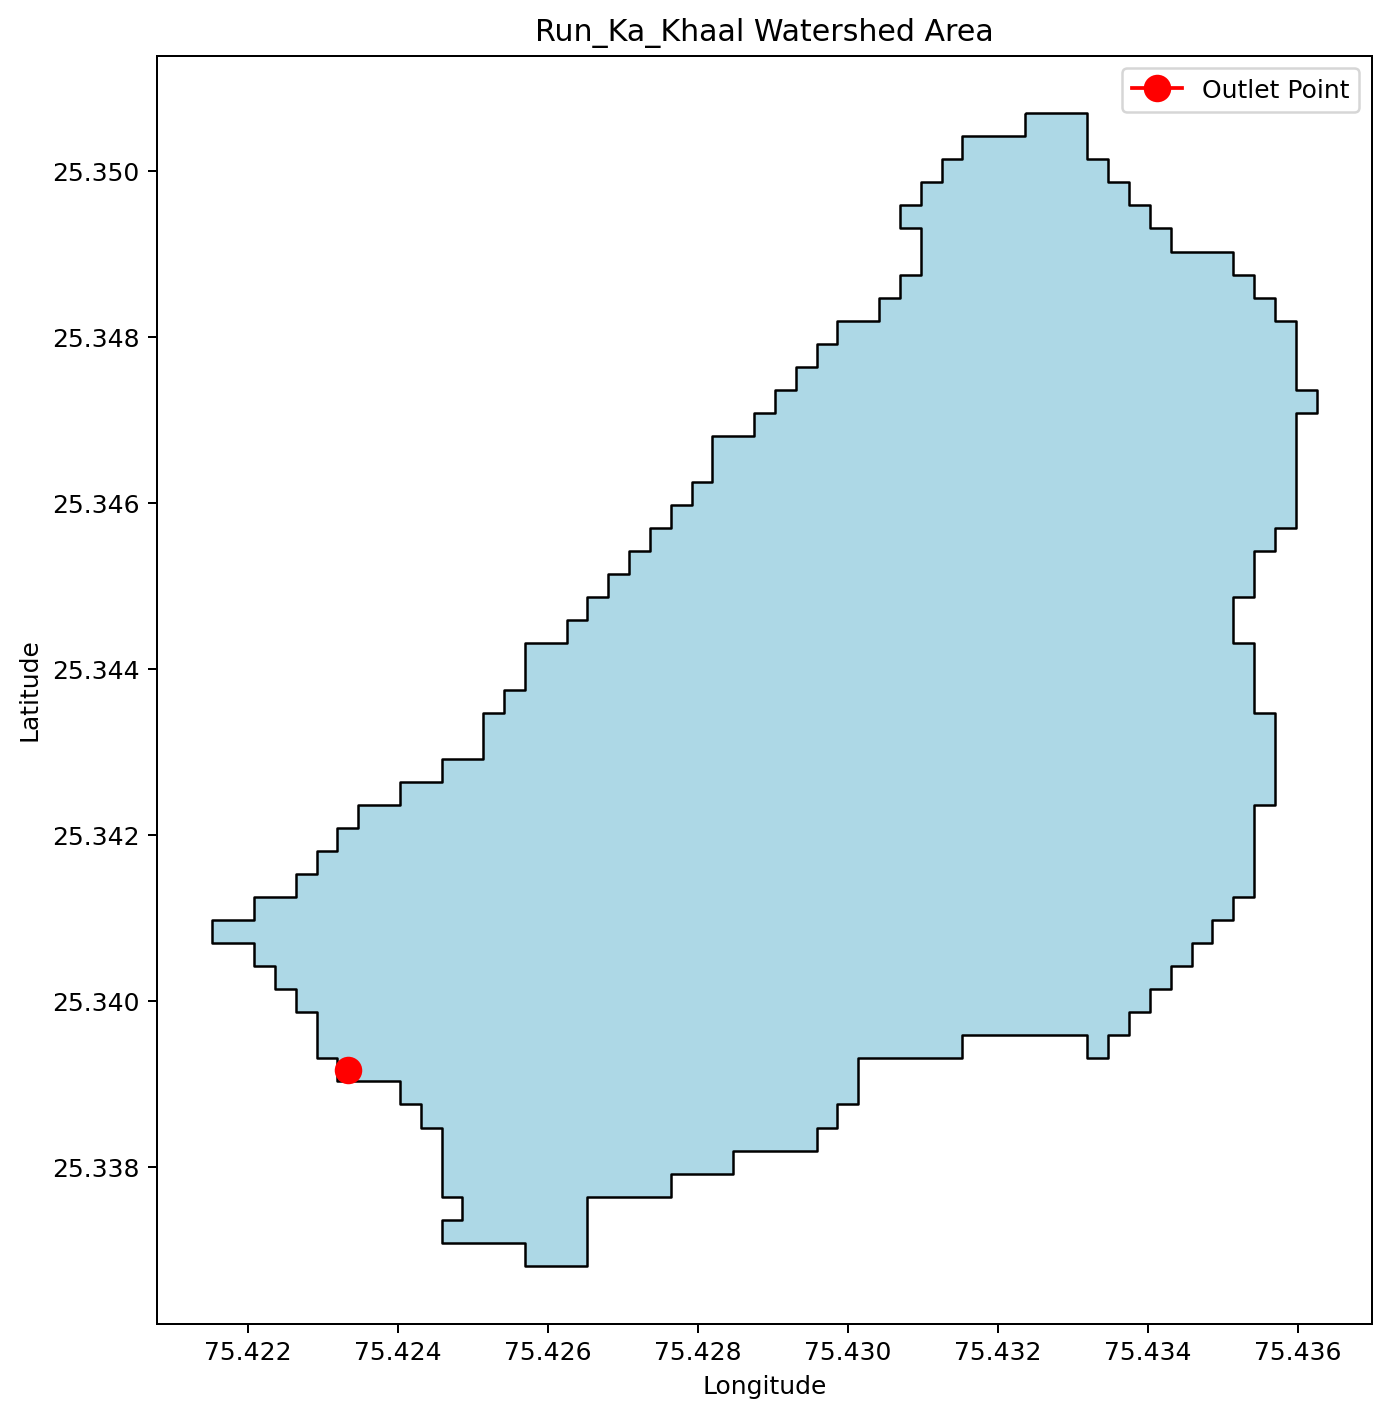 Run_Ka_Khaal Watershed Area
Outlet Point
25.350
25.348
25.346
25.344
25.342
25.340
25.338
Latitude
75.422 75.424 75.426 75.428 75.430 75.432 75.434 75.436
Longitude